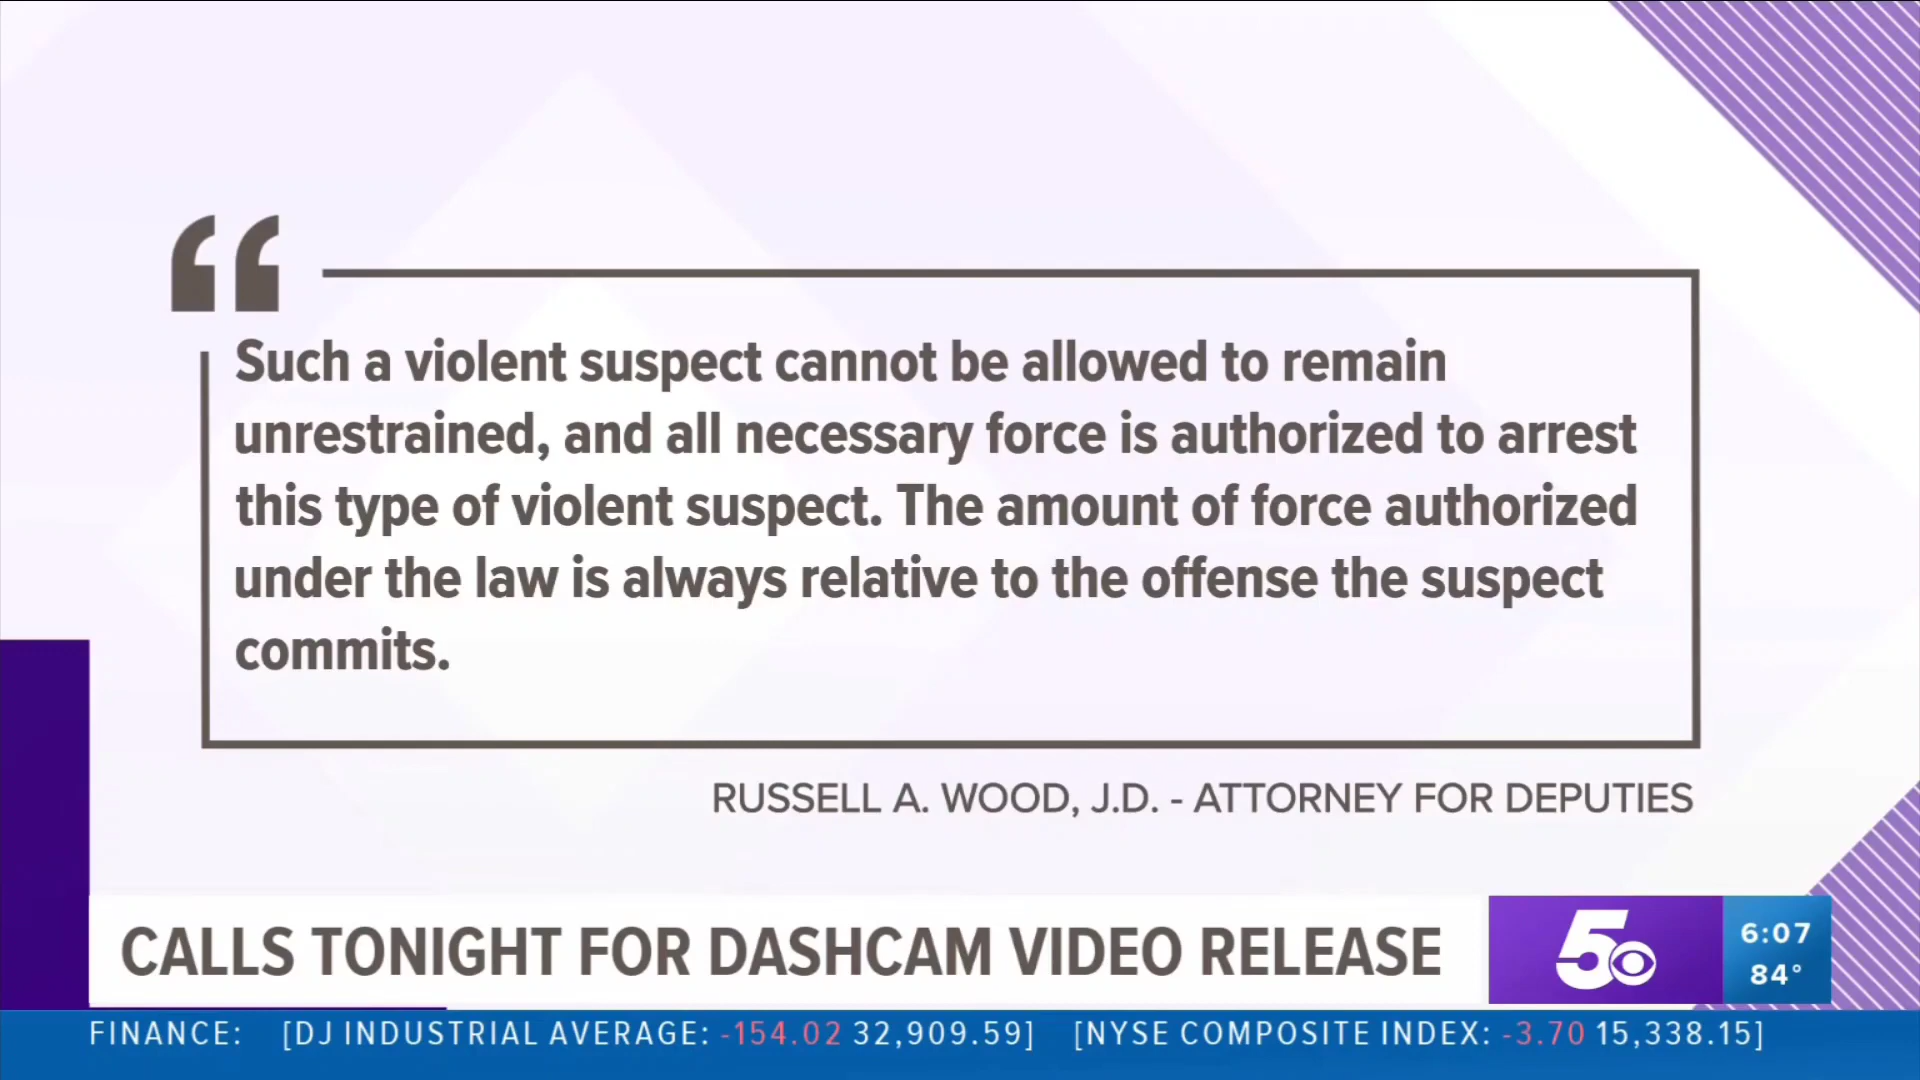 “
Such a violent suspect cannot be allowed to remain
unrestrained, and all necessary force is authorized to arrest
this type of violent suspect. The amount of force authorized
under the law is always relative to the offense the suspect
commits.
RUSSELL A. WOOD, J.D. - ATTORNEY FOR DEPUTIES
CALLS TONIGHT FOR DASHCAM VIDEO RELEASE
5
6:07
84°
FINANCE: [DJ INDUSTRIAL AVERAGE: -154.02 32,909.59] [NYSE COMPOSITE INDEX: -3.70 15,338.15]